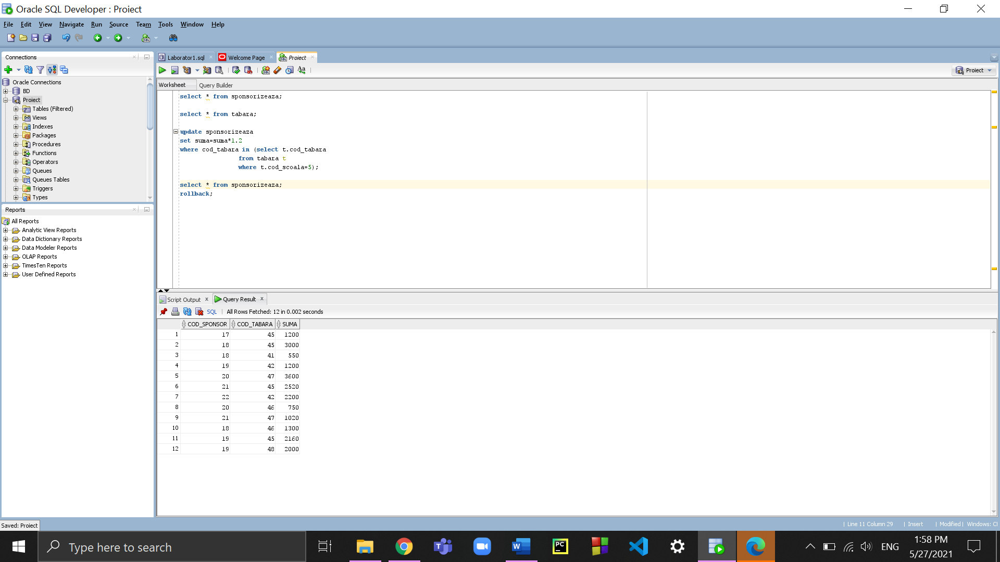 Oracle SQL Developer : Proiect
File Edit View Navigate Run Source Team Tools Window Help
Connections
Oracle Connections
BD
Proiect
Tables (Filtered)
Views
Indexes
Packages
Procedures
Functions
Operators
Queues
Queues Tables
Triggers
Types
Reports
All Reports
Analytic View Reports
Data Dictionary Reports
Data Modeler Reports
OLAP Reports
TimesTen Reports
User Defined Reports
Laborator1.sql Welcome Page Proiect
Proiect
Worksheet Query Builder
select * from sponsorizeaza;
select * from tabara;
update sponsorizeaza
set suma=suma*1.2
where cod_tabara in (select t.cod_tabara
from tabara t
where t.cod_scoala=5);
select * from sponsorizeaza;
rollback;
Script Output Query Result
SQL | All Rows Fetched: 12 in 0.002 seconds
COD_SPONSOR COD_TABARA SUMA
1 17 45 1200
2 18 45 3000
3 18 41 550
4 19 42 1200
5 20 47 3600
6 21 45 2520
7 22 42 2200
8 20 46 750
9 21 47 1020
10 18 46 1300
11 19 45 2160
12 19 48 2000
Saved: Proiect
| Line 11 Column 29 | Insert | Modified | Windows: Cl
Type here to search
ENG
1:58 PM
5/27/2021